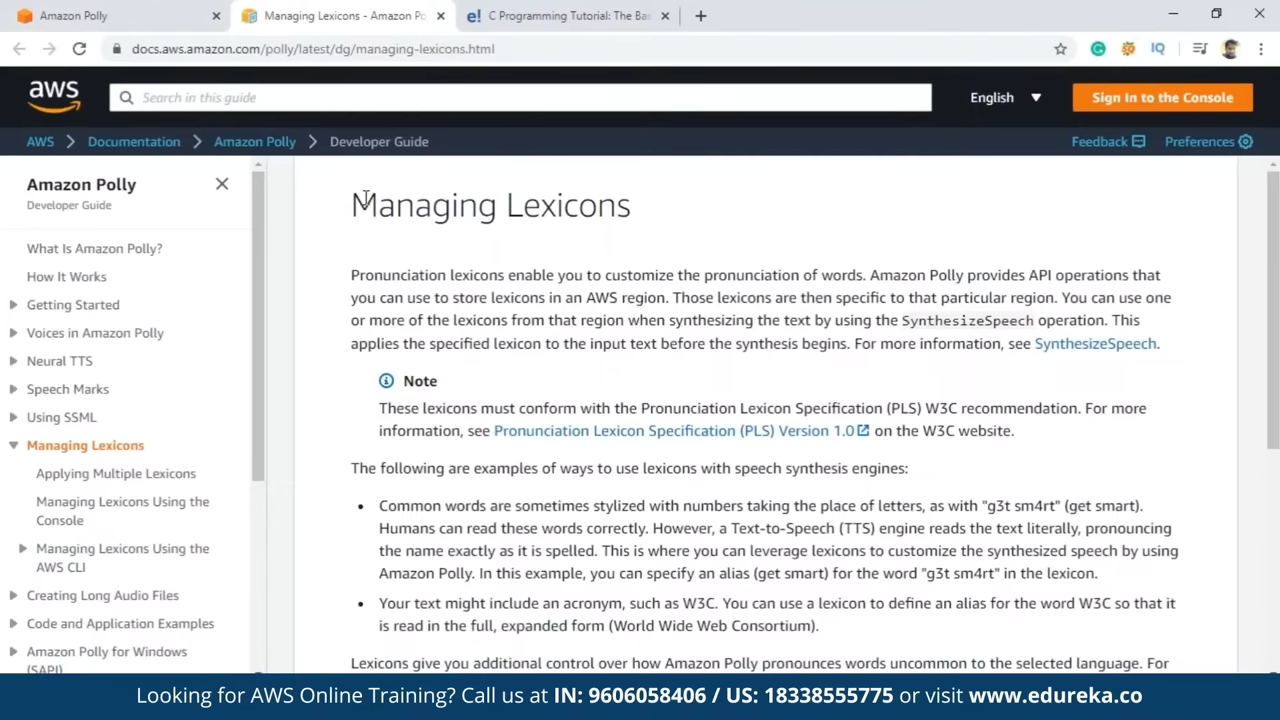 Amazon Polly
Managing Lexicons - Amazon Po
e! C Programming Tutorial: The Ba
docs.aws.amazon.com/polly/latest/dg/managing-lexicons.html
IQ
aws
Search in this guide
English
Sign In to the Console
AWS
Documentation
Amazon Polly
Developer Guide
Feedback
Preferences
Amazon Polly
Developer Guide
What Is Amazon Polly?
How It Works
Getting Started
Voices in Amazon Polly
Neural TTS
Speech Marks
Using SSML
Managing Lexicons
Applying Multiple Lexicons
Managing Lexicons Using the
Console
Managing Lexicons Using the
AWS CLI
Creating Long Audio Files
Code and Application Examples
Amazon Polly for Windows
(SAPI)
Managing Lexicons
Pronunciation lexicons enable you to customize the pronunciation of words. Amazon Polly provides API operations that
you can use to store lexicons in an AWS region. Those lexicons are then specific to that particular region. You can use one
or more of the lexicons from that region when synthesizing the text by using the SynthesizeSpeech operation. This
applies the specified lexicon to the input text before the synthesis begins. For more information, see SynthesizeSpeech.
Note
These lexicons must conform with the Pronunciation Lexicon Specification (PLS) W3C recommendation. For more
information, see Pronunciation Lexicon Specification (PLS) Version 1.0 on the W3C website.
The following are examples of ways to use lexicons with speech synthesis engines:
• Common words are sometimes stylized with numbers taking the place of letters, as with "g3t sm4rt" (get smart).
Humans can read these words correctly. However, a Text-to-Speech (TTS) engine reads the text literally, pronouncing
the name exactly as it is spelled. This is where you can leverage lexicons to customize the synthesized speech by using
Amazon Polly. In this example, you can specify an alias (get smart) for the word "g3t sm4rt" in the lexicon.
• Your text might include an acronym, such as W3C. You can use a lexicon to define an alias for the word W3C so that it
is read in the full, expanded form (World Wide Web Consortium).
Lexicons give you additional control over how Amazon Polly pronounces words uncommon to the selected language. For
Looking for AWS Online Training? Call us at IN: 9606058406 / US: 18338555775 or visit www.edureka.co